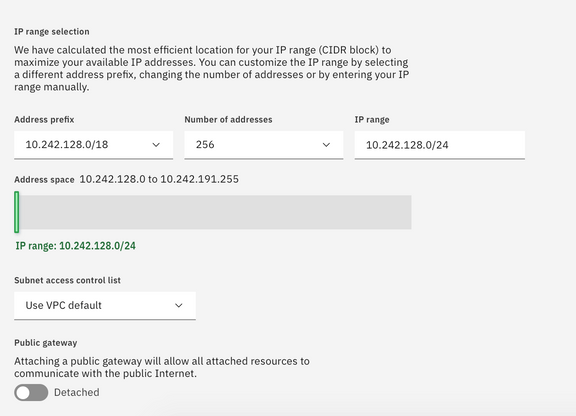 IP range selection
We have calculated the most efficient location for your IP range (CIDR block) to
maximize your available IP addresses. You can customize the IP range by selecting
a different address prefix, changing the number of addresses or by entering your IP
range manually.
Address prefix
Number of addresses
IP range
10.242.128.0/18
256
10.242.128.0/24
Address space 10.242.128.0 to 10.242.191.255
IP range: 10.242.128.0/24
Subnet access control list
Use VPC default
Public gateway
Attaching a public gateway will allow all attached resources to
communicate with the public Internet.
Detached